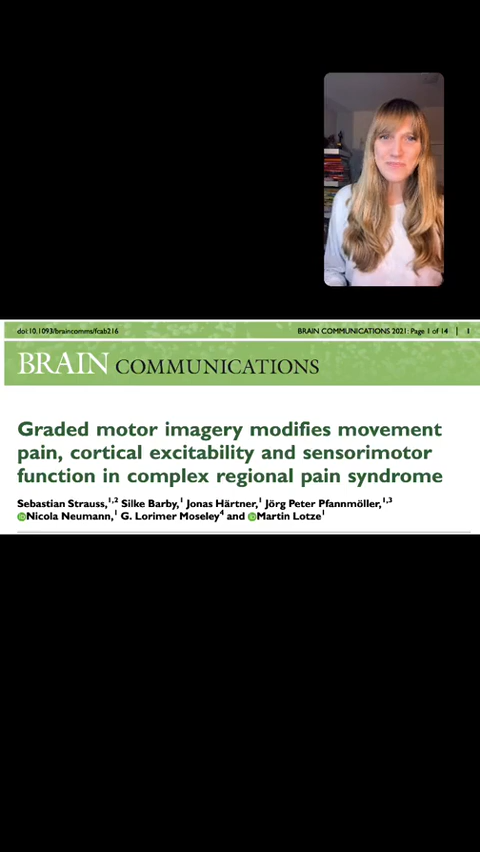 doi:10.1093/braincomms/fcab216
BRAIN COMMUNICATIONS 2021: Page 1 of 14 | 1
BRAIN COMMUNICATIONS
Graded motor imagery modifies movement
pain, cortical excitability and sensorimotor
function in complex regional pain syndrome
Sebastian Strauss,1,2 Silke Barby,1 Jonas Härtner,1 Jörg Peter Pfannmöller,1,3
Nicola Neumann,1 G. Lorimer Moseley4 and Martin Lotze1